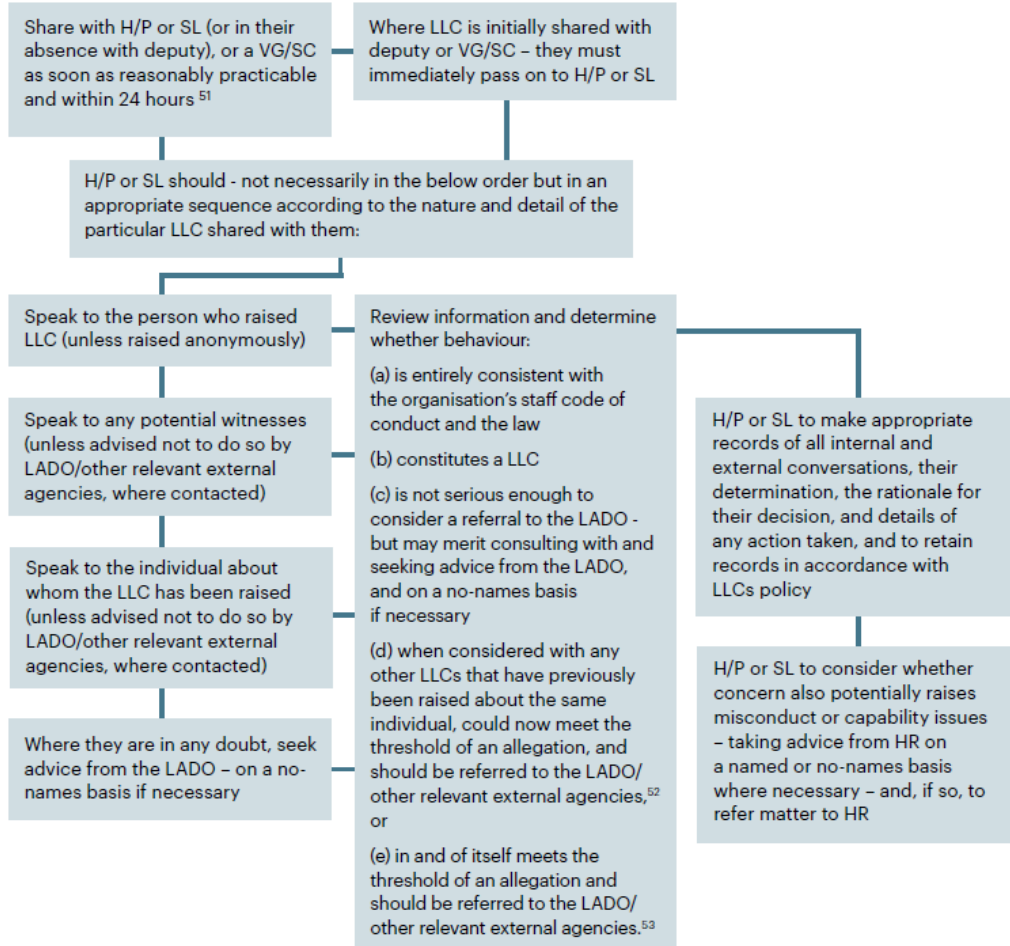 Share with H/P or SL (or in their
absence with deputy), or a VG/SC
as soon as reasonably practicable
and within 24 hours 51
Where LLC is initially shared with
deputy or VG/SC – they must
immediately pass on to H/P or SL
H/P or SL should - not necessarily in the below order but in an
appropriate sequence according to the nature and detail of the
particular LLC shared with them:
Speak to the person who raised
LLC (unless raised anonymously)
Speak to any potential witnesses
(unless advised not to do so by
LADO/other relevant external
agencies, where contacted)
Speak to the individual about
whom the LLC has been raised
(unless advised not to do so by
LADO/other relevant external
agencies, where contacted)
Where they are in any doubt, seek
advice from the LADO – on a no-
names basis if necessary
Review information and determine
whether behaviour:
(a) is entirely consistent with
the organisation's staff code of
conduct and the law
(b) constitutes a LLC
(c) is not serious enough to
consider a referral to the LADO -
but may merit consulting with and
seeking advice from the LADO,
and on a no-names basis
if necessary
(d) when considered with any
other LLCs that have previously
been raised about the same
individual, could now meet the
threshold of an allegation, and
should be referred to the LADO/
other relevant external agencies,52
or
(e) in and of itself meets the
threshold of an allegation and
should be referred to the LADO/
other relevant external agencies.53
H/P or SL to make appropriate
records of all internal and
external conversations, their
determination, the rationale for
their decision, and details of
any action taken, and to retain
records in accordance with
LLCs policy
H/P or SL to consider whether
concern also potentially raises
misconduct or capability issues
– taking advice from HR on
a named or no-names basis
where necessary – and, if so, to
refer matter to HR